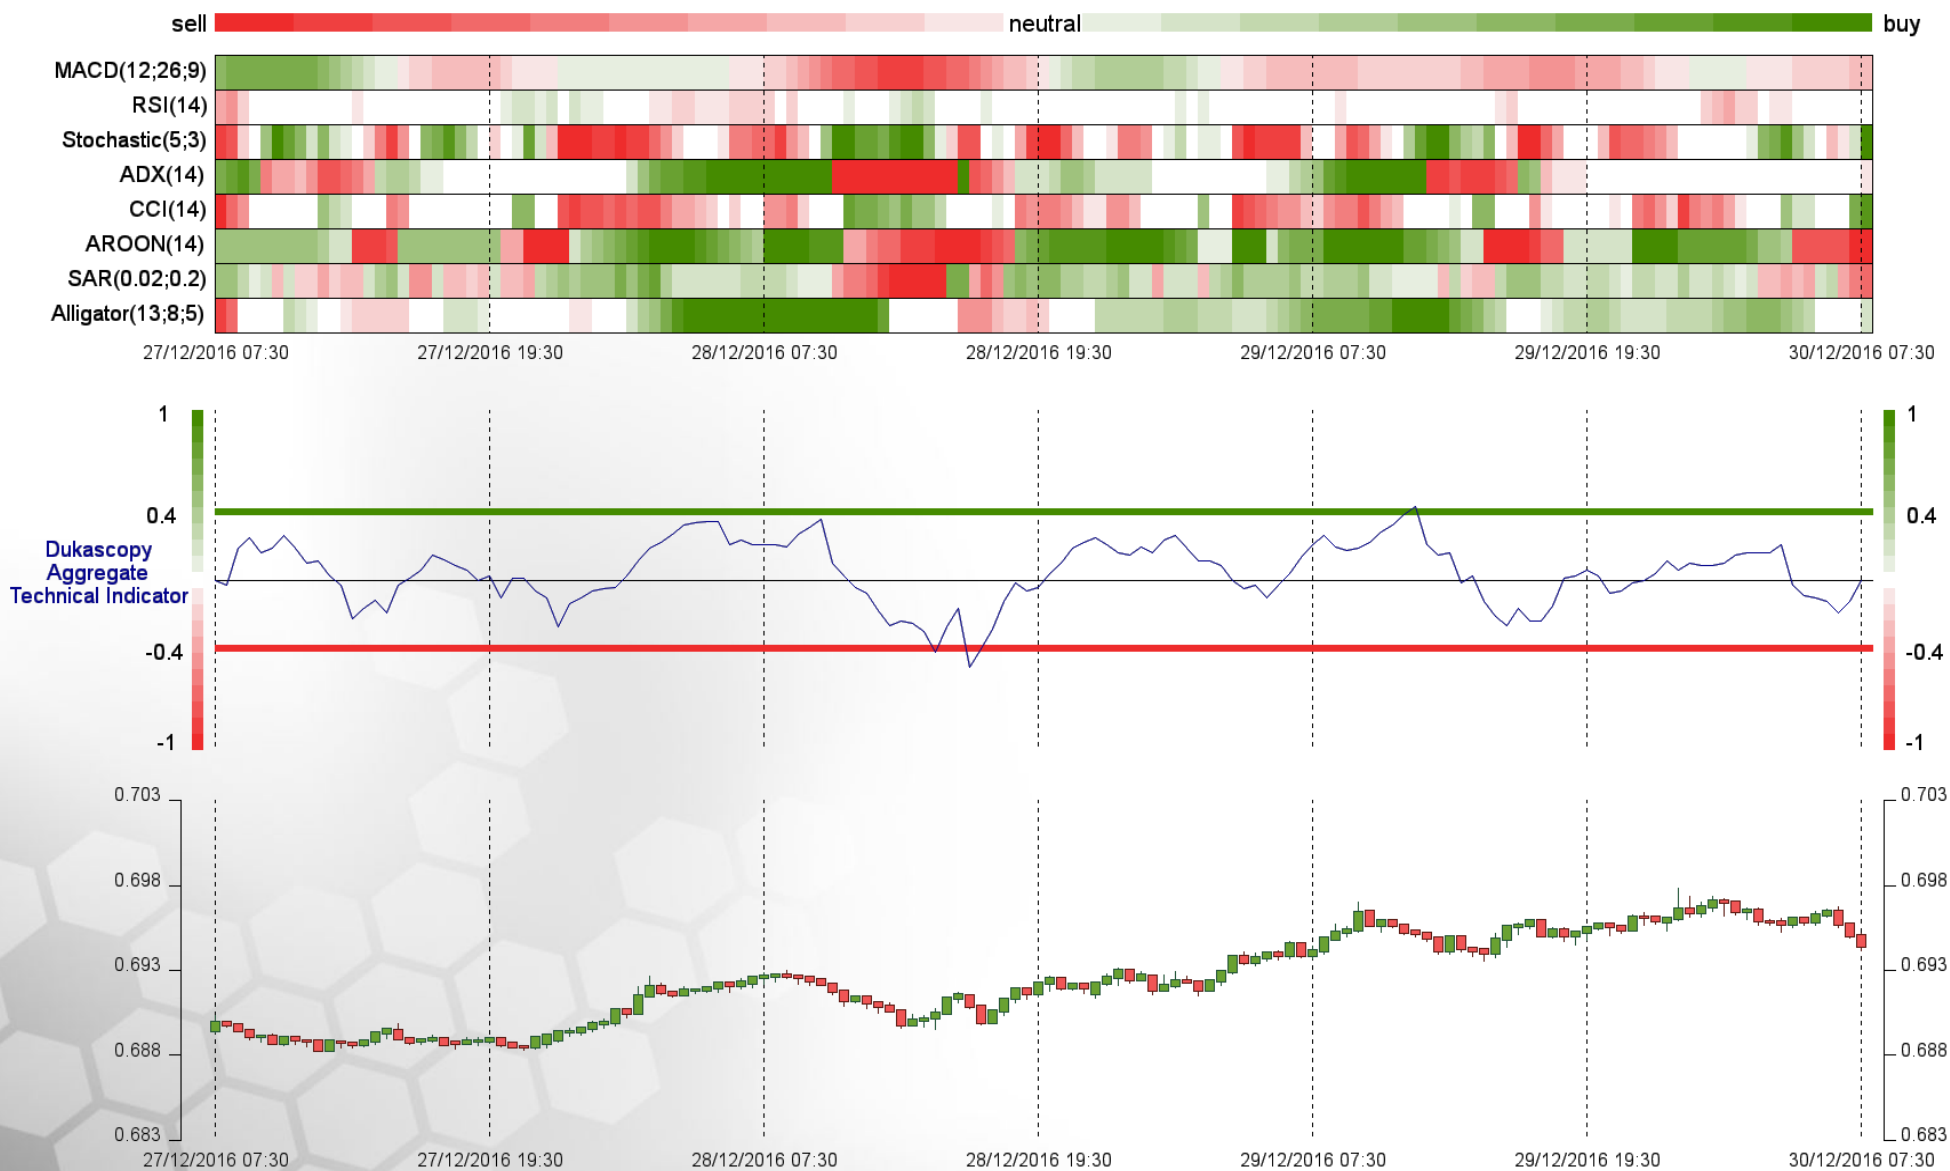 sell neutral buy
MACD(12;26;9)
RSI(14)
Stochastic(5;3)
ADX(14)
CCI(14)
AROON(14)
SAR(0.02;0.2)
Alligator(13;8;5)
27/12/2016 07:30 27/12/2016 19:30 28/12/2016 07:30 28/12/2016 19:30 29/12/2016 07:30 29/12/2016 19:30 30/12/2016 07:30
1 1
0.4 0.4
Dukascopy
Aggregate
Technical Indicator
-0.4 -0.4
-1 -1
0.703 0.703
0.698 0.698
0.693 0.693
0.688 0.688
0.683 0.683
27/12/2016 07:30 27/12/2016 19:30 28/12/2016 07:30 28/12/2016 19:30 29/12/2016 07:30 29/12/2016 19:30 30/12/2016 07:30